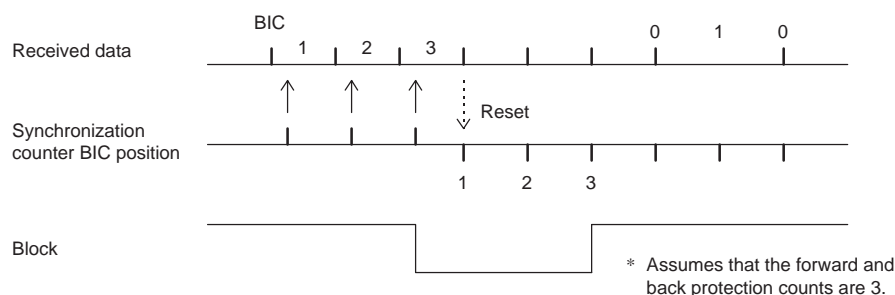 BIC
Received data 1 2 3 0 1 0
Reset
Synchronization
counter BIC position
1 2 3
Block
* Assumes that the forward and
back protection counts are 3.